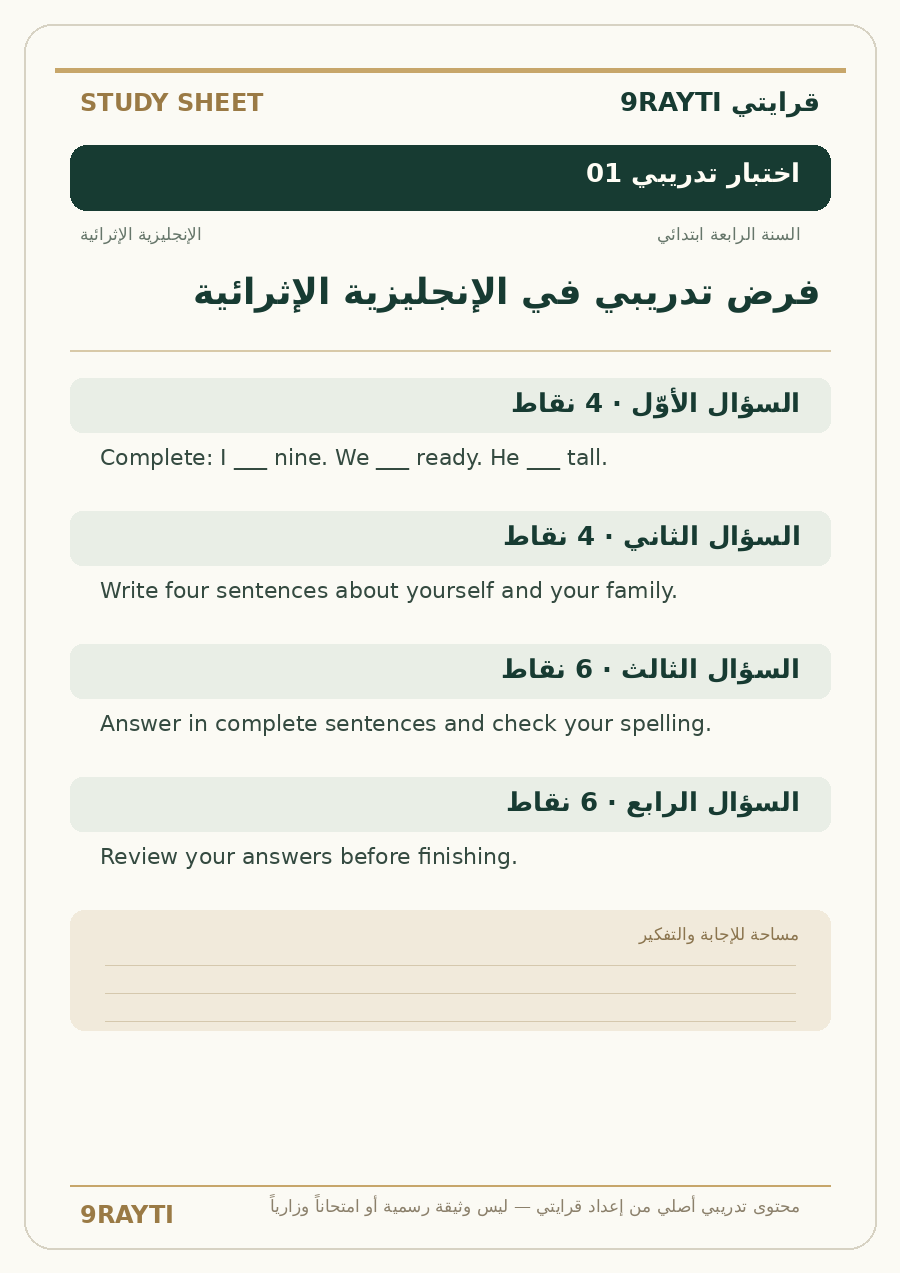 قرايتي 9RAYTI
STUDY SHEET
اختبار تدريبي 01
السنة الرابعة ابتدائي
الإنجليزية الإثرائية
فرض تدريبي في الإنجليزية الإثرائية
السؤال الأوّل · 4 نقاط
Complete: I ___ nine. We ___ ready. He ___ tall.
السؤال الثاني · 4 نقاط
Write four sentences about yourself and your family.
السؤال الثالث · 6 نقاط
Answer in complete sentences and check your spelling.
السؤال الرابع · 6 نقاط
Review your answers before finishing.
مساحة للإجابة والتفكير
محتوى تدريبي أصلي من إعداد قرايتي — ليس وثيقة رسمية أو امتحاناً وزارياً
9RAYTI